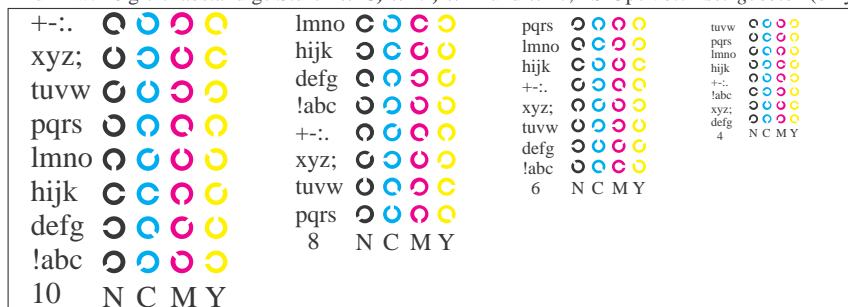 +-:.
xyz;
tuvw
pqrs
lmno
hijk
defg
!abc
10 N C M Y
lmno
hijk
defg
!abc
+-:.
xyz;
tuvw
pqrs
8 N C M Y
pqrs
lmno
hijk
+-:.
xyz;
tuvw
defg
!abc
6 N C M Y
tuvw
pqrs
lmno
hijk
+-:.
!abc
xyz;
defg
4 N C M Y